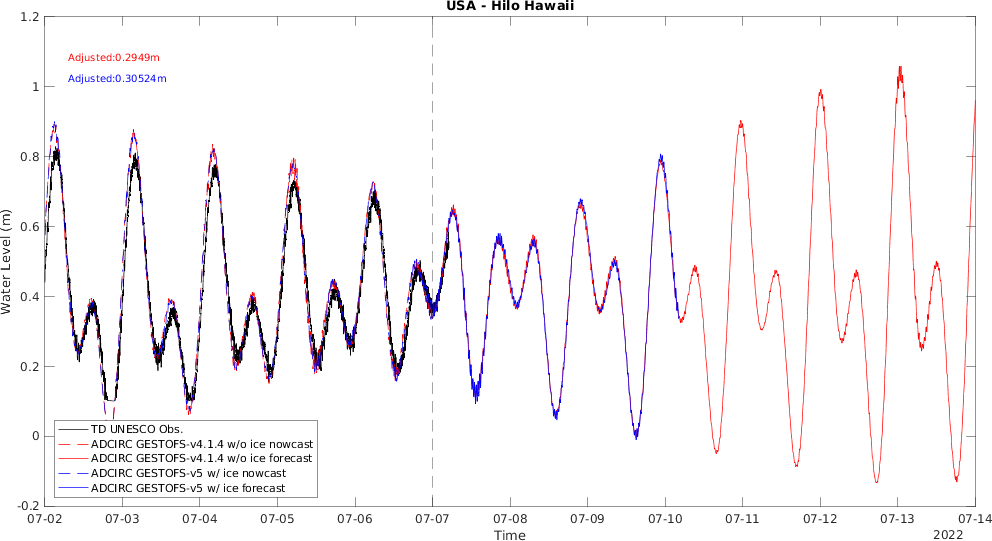 USA - Hilo Hawaii
1.2
Adjusted:0.2949m
Adjusted:0.30524m
1
0.8
0.6
0.4
0.2
0
-0.2
Water Level (m)
TD UNESCO Obs.
ADCIRC GESTOFS-v4.1.4 w/o ice nowcast
ADCIRC GESTOFS-v4.1.4 w/o ice forecast
ADCIRC GESTOFS-v5 w/ ice nowcast
ADCIRC GESTOFS-v5 w/ ice forecast
07-02 07-03 07-04 07-05 07-06 07-07 07-08 07-09 07-10 07-11 07-12 07-13 07-14
Time
2022